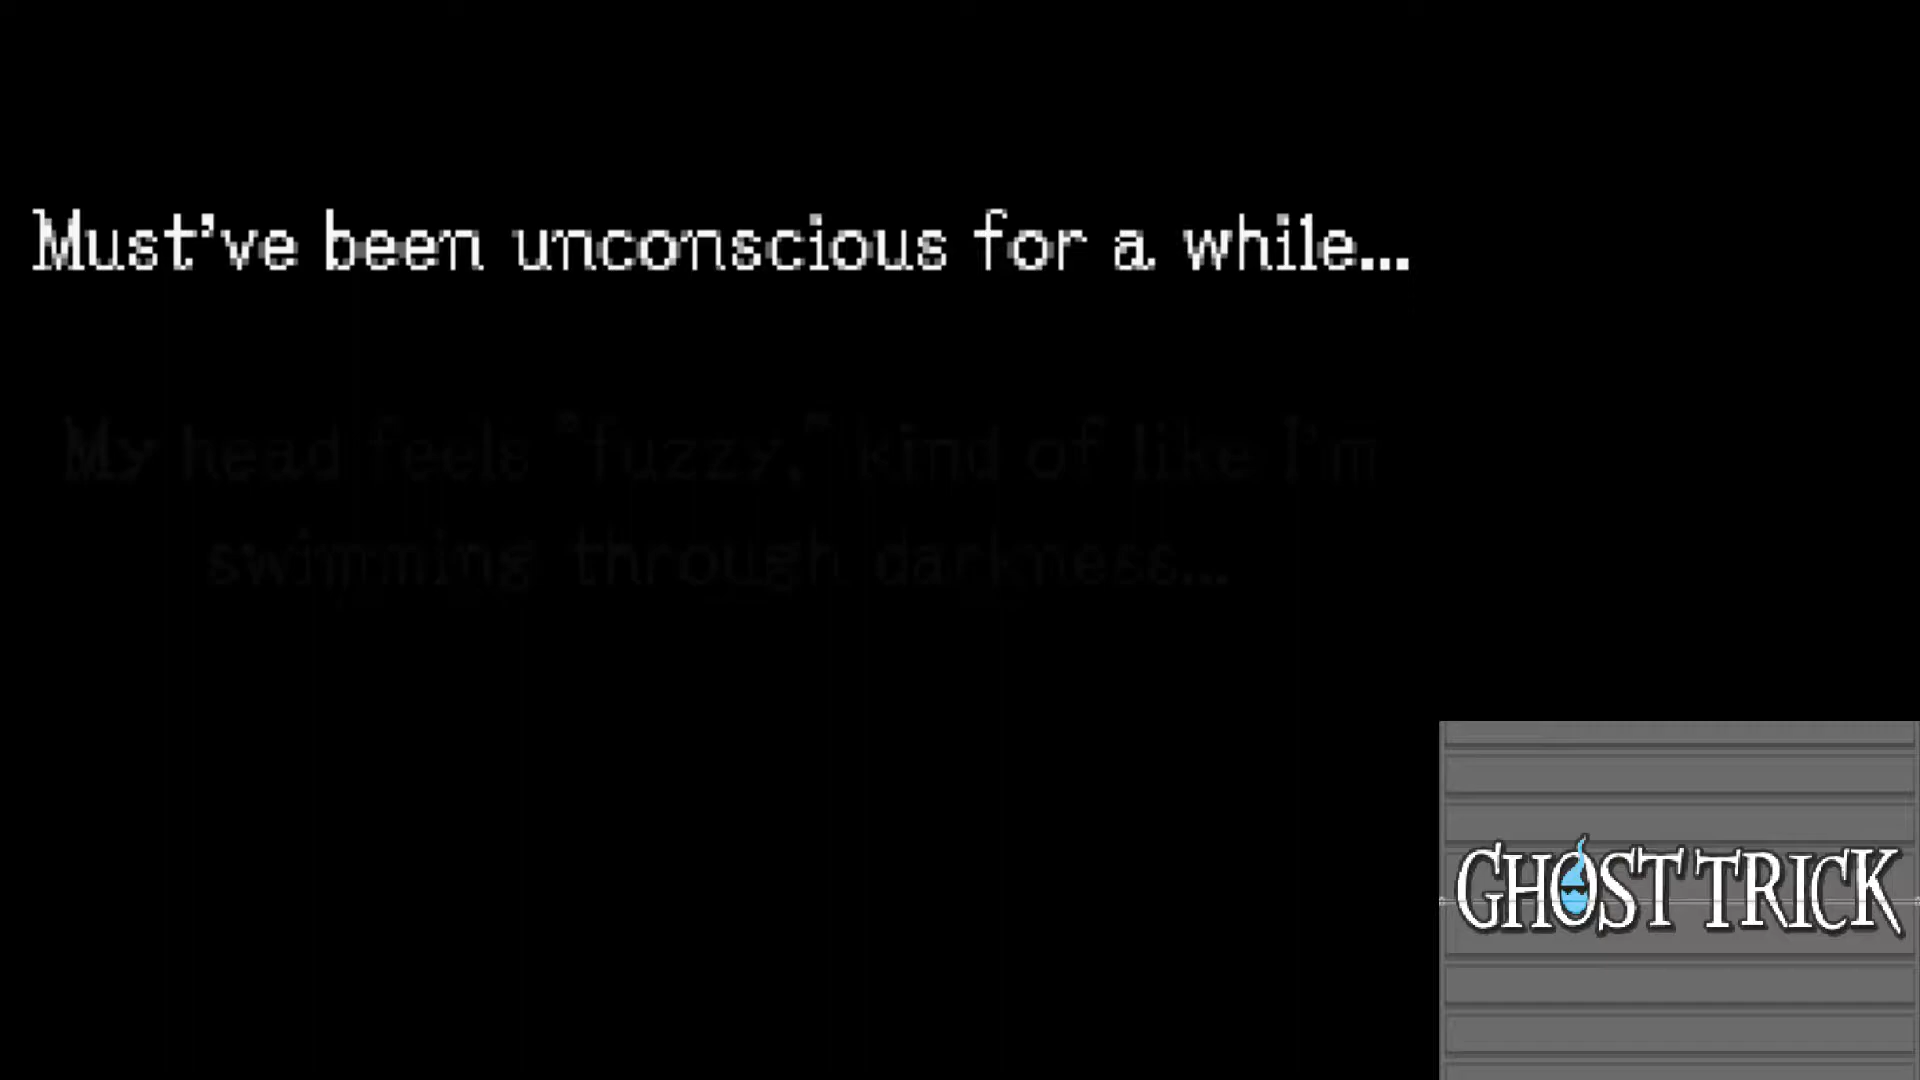 Must've been unconscious for a while...
My head feels "fuzzy," kind of like I'm
swimming through darkness...
GHOST TRICK